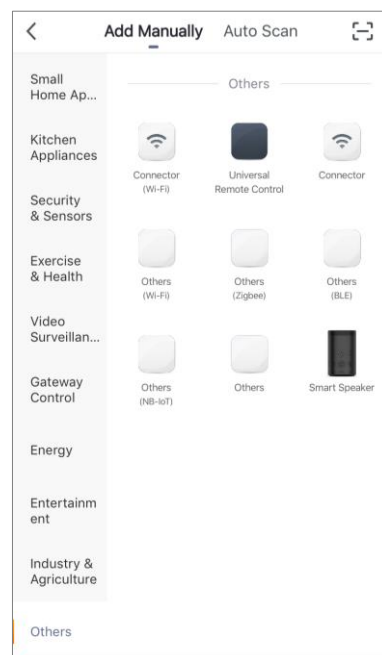 Add Manually Auto Scan
Small
Home Ap...
Kitchen
Appliances
Security
& Sensors
Exercise
& Health
Video
Surveillan...
Gateway
Control
Energy
Entertainm
ent
Industry &
Agriculture
Others
Others
Connector
(Wi-Fi)
Universal
Remote Control
Connector
Others
(Wi-Fi)
Others
(Zigbee)
Others
(BLE)
Others
(NB-IoT)
Others
Smart Speaker